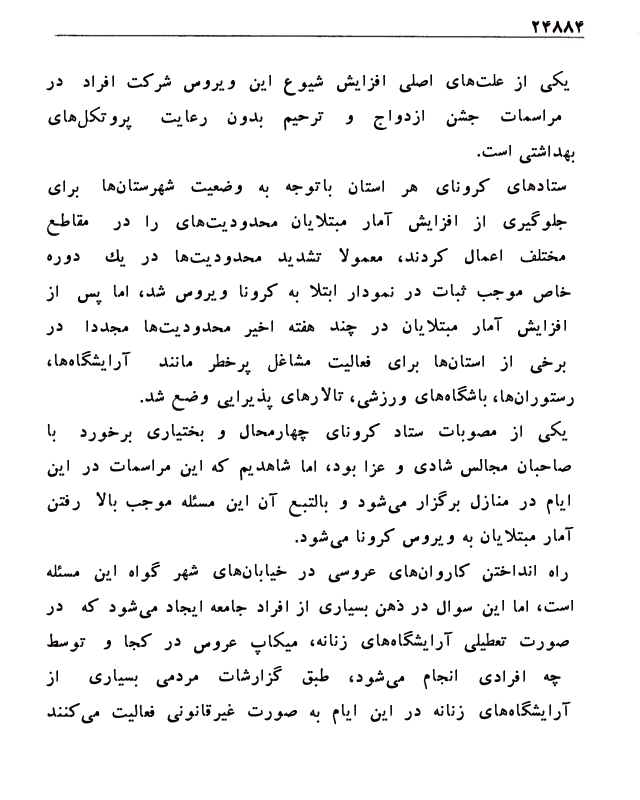 ۲۴۸۸۴
یکی از علت‌های اصلی افزایش شیوع این ویروس شرکت افراد در
مراسمات جشن ازدواج و ترحیم بدون رعایت پروتکل‌های
بهداشتی است.
ستادهای کرونای هر استان باتوجه به وضعیت شهرستان‌ها برای
جلوگیری از افزایش آمار مبتلایان محدودیت‌های را در مقاطع
مختلف اعمال کردند، معمولا تشدید محدودیت‌ها در یك دوره
خاص موجب ثبات در نمودار ابتلا به کرونا ویروس شد، اما پس از
افزایش آمار مبتلایان در چند هفته اخیر محدودیت‌ها مجددا در
برخی از استان‌ها برای فعالیت مشاغل پرخطر مانند آرایشگاه‌ها،
رستوران‌ها، باشگاه‌های ورزشی، تالارهای پذیرایی وضع شد.
یکی از مصوبات ستاد کرونای چهارمحال و بختیاری برخورد با
صاحبان مجالس شادی و عزا بود، اما شاهدیم که این مراسمات در این
ایام در منازل برگزار می‌شود و بالتبع آن این مسئله موجب بالا رفتن
آمار مبتلایان به ویروس کرونا می‌شود.
راه انداختن کاروان‌های عروسی در خیابان‌های شهر گواه این مسئله
است، اما این سوال در ذهن بسیاری از افراد جامعه ایجاد می‌شود که در
صورت تعطیلی آرایشگاه‌های زنانه، میکاپ عروس در کجا و توسط
چه افرادی انجام می‌شود، طبق گزارشات مردمی بسیاری از
آرایشگاه‌های زنانه در این ایام به صورت غیرقانونی فعالیت می‌کنند